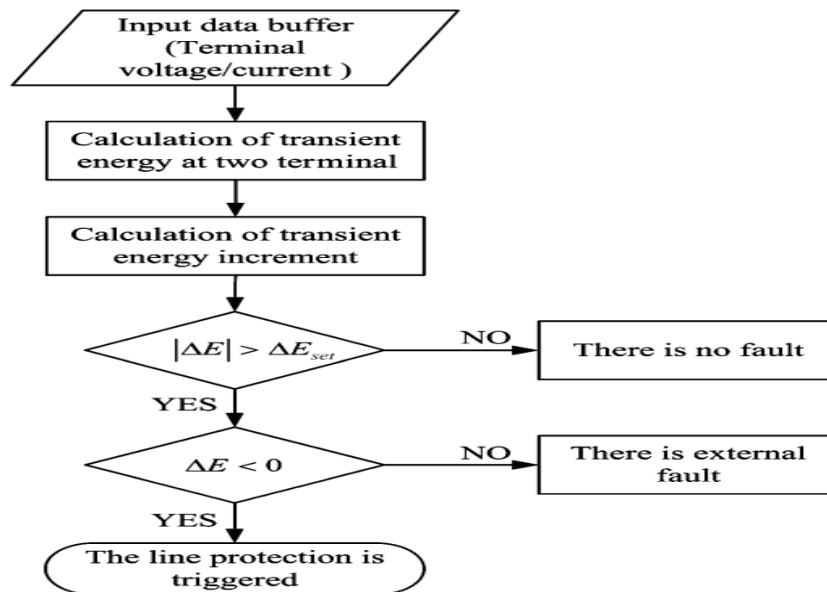 Input data buffer
(Terminal
voltage/current )
Calculation of transient
energy at two terminal
Calculation of transient
energy increment
|ΔE| > ΔE_set
NO
There is no fault
YES
ΔE < 0
NO
There is external
fault
YES
The line protection is
triggered